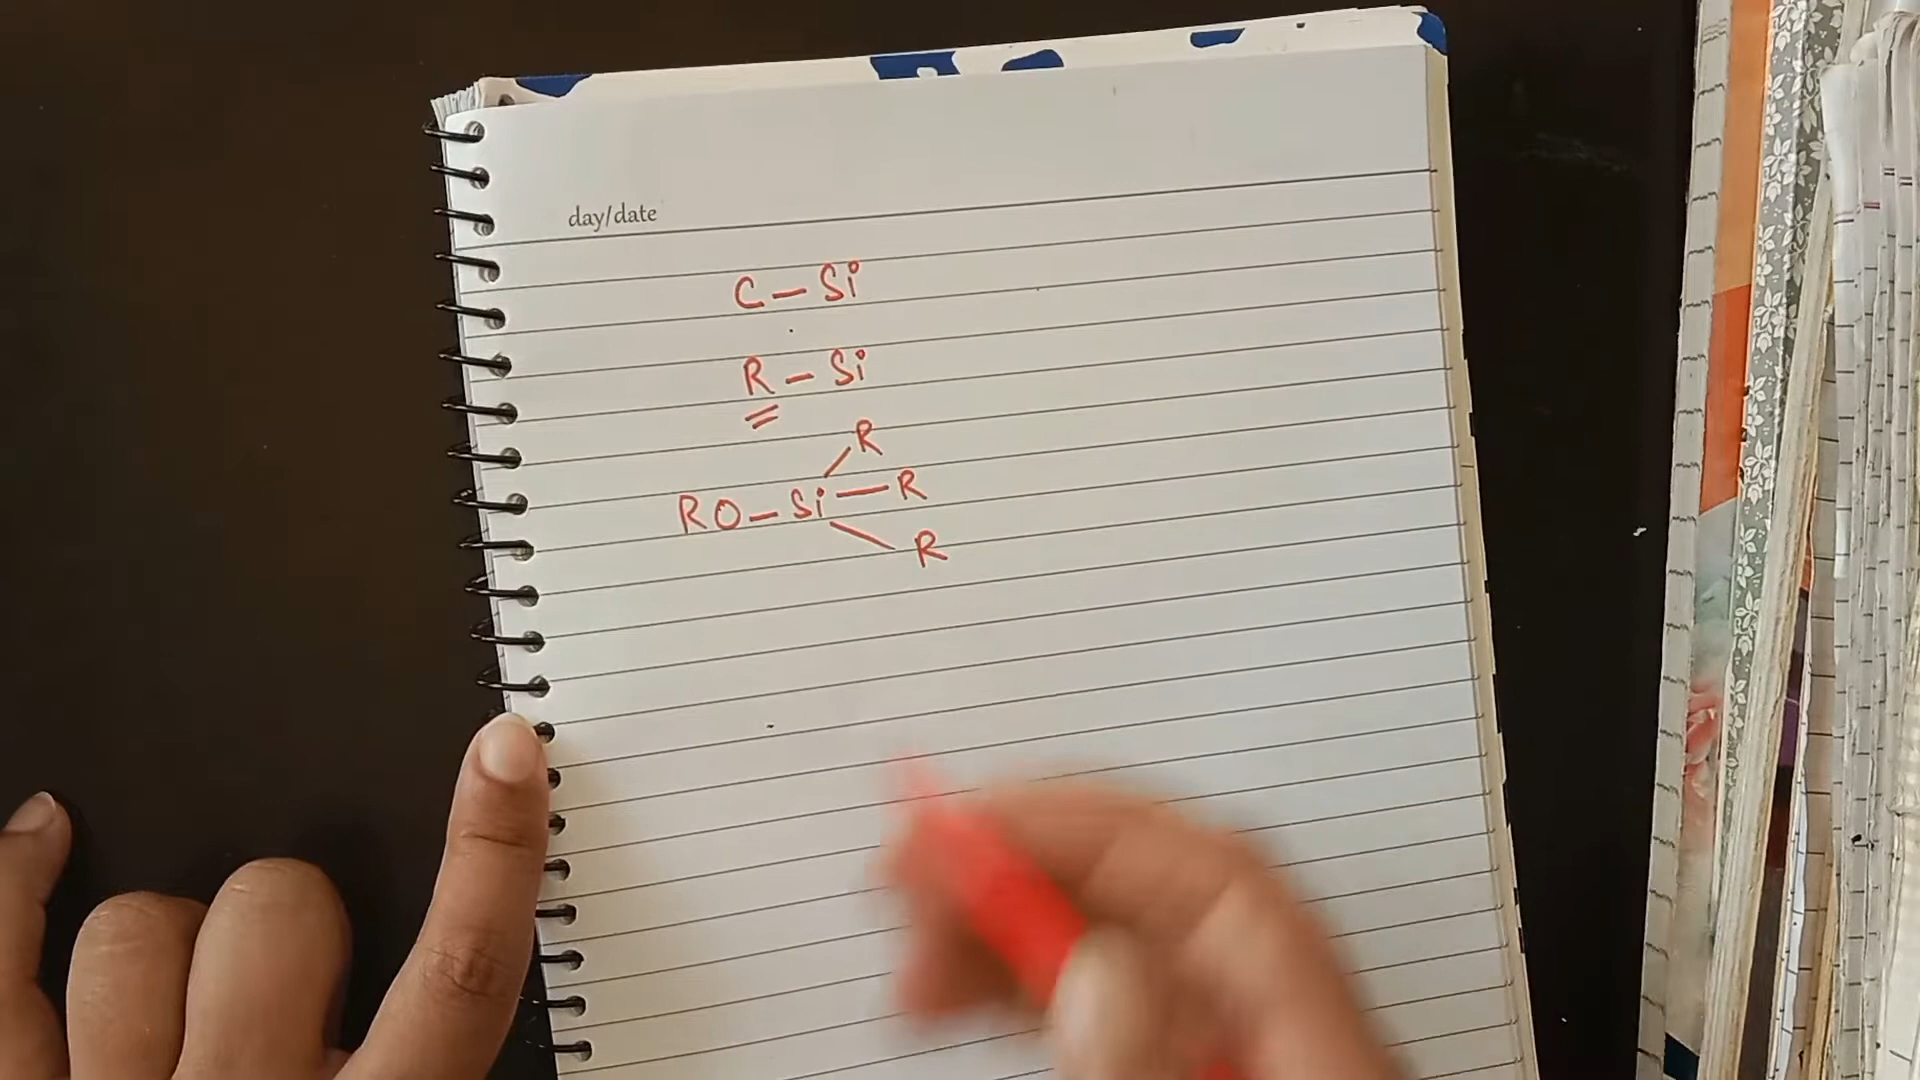 day/date
C - Si
R - Si
R
RO - Si - R
R